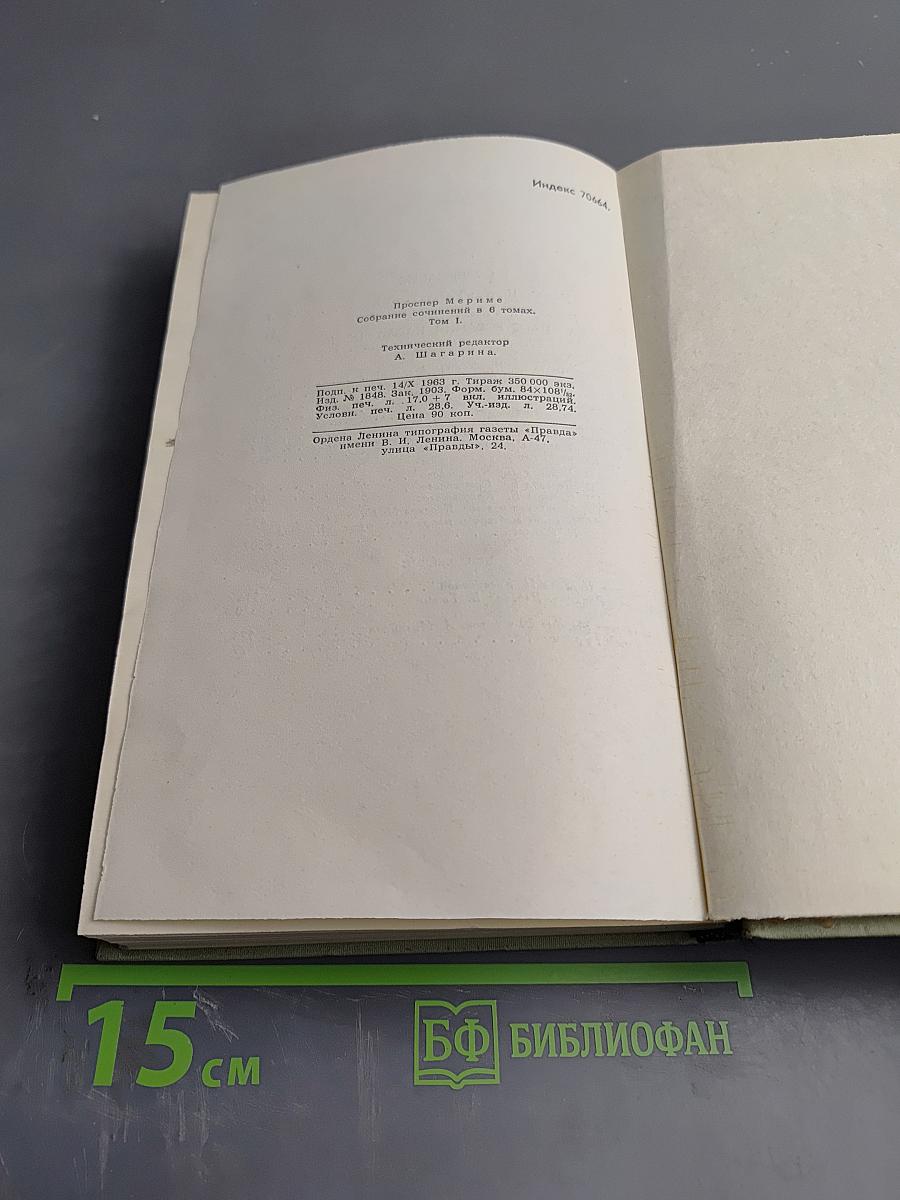 Индекс 70664.
Проспер Мериме
Собрание сочинений в 6 томах.
Том I.
Технический редактор
А. Шагарина.
Подп. к печ. 14/X 1963 г. Тираж 350 000 экз.
Изд. № 1848. Зак. 1903. Форм. бум. 84×108¹/₃₂.
Физ. печ. л. 17,0 + 7 вкл. иллюстраций.
Условн. печ. л. 28,6. Уч.-изд. л. 28,74.
Цена 90 коп.
Ордена Ленина типография газеты «Правда»
имени В. И. Ленина. Москва, А-47,
улица «Правды», 24.
15 см
БФ БИБЛИОФАН